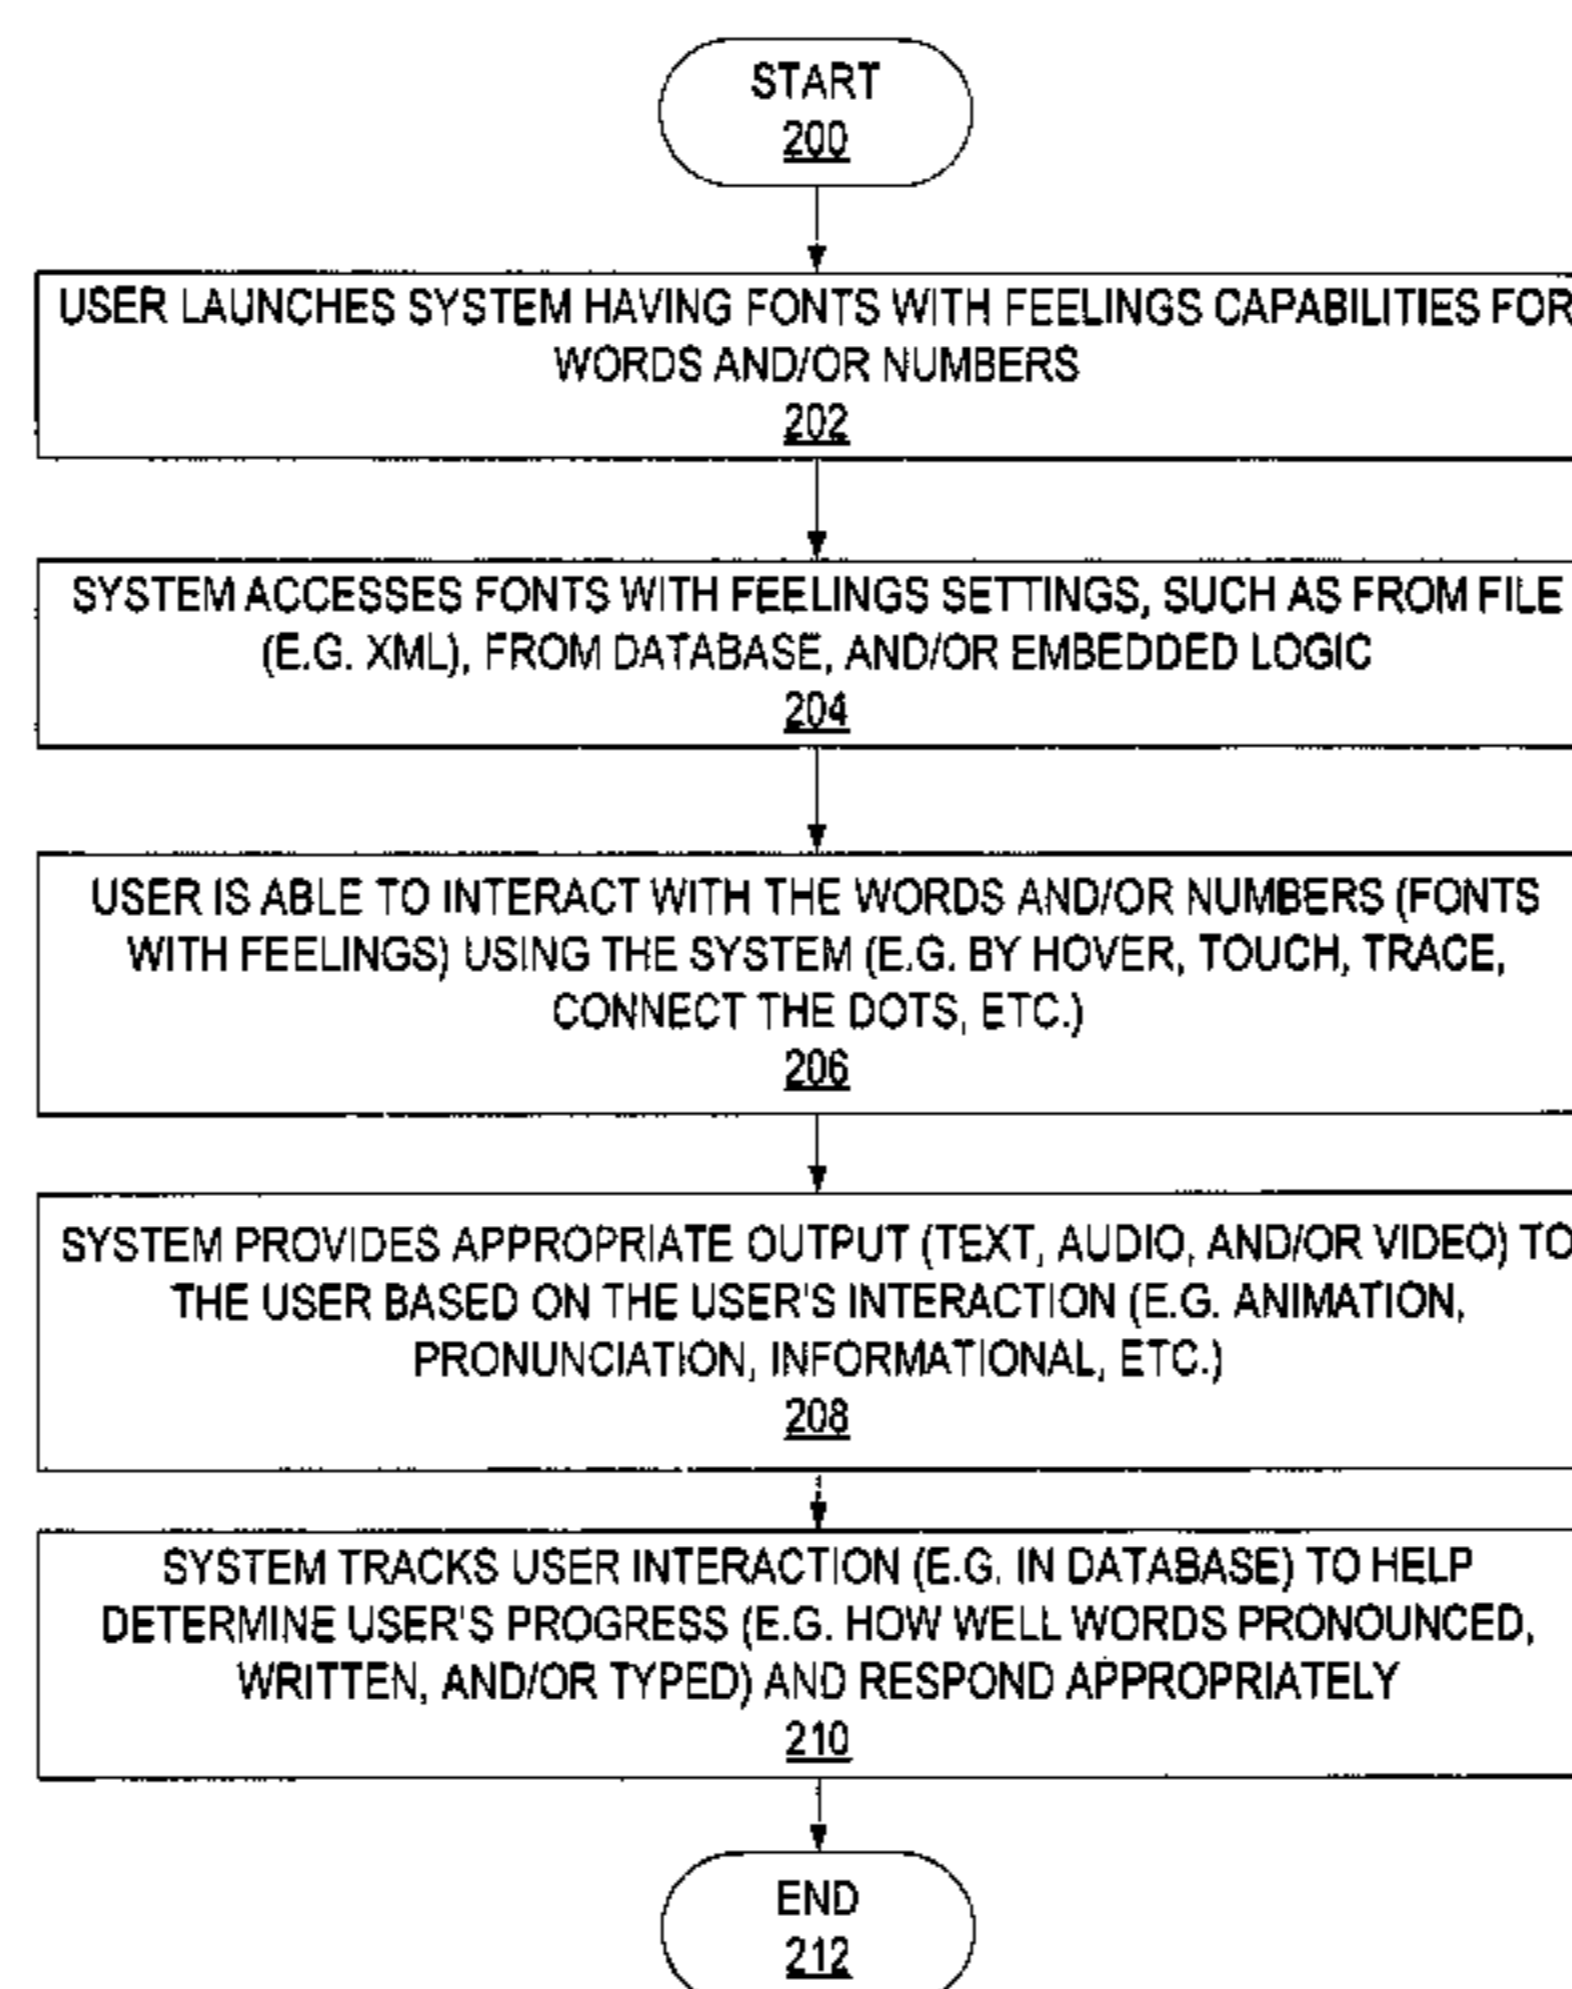 START
200
USER LAUNCHES SYSTEM HAVING FONTS WITH FEELINGS CAPABILITIES FOR
WORDS AND/OR NUMBERS
202
SYSTEM ACCESSES FONTS WITH FEELINGS SETTINGS, SUCH AS FROM FILE
(E.G. XML), FROM DATABASE, AND/OR EMBEDDED LOGIC
204
USER IS ABLE TO INTERACT WITH THE WORDS AND/OR NUMBERS (FONTS
WITH FEELINGS) USING THE SYSTEM (E.G. BY HOVER, TOUCH, TRACE,
CONNECT THE DOTS, ETC.)
206
SYSTEM PROVIDES APPROPRIATE OUTPUT (TEXT, AUDIO, AND/OR VIDEO) TO
THE USER BASED ON THE USER'S INTERACTION (E.G. ANIMATION,
PRONUNCIATION, INFORMATIONAL, ETC.)
208
SYSTEM TRACKS USER INTERACTION (E.G. IN DATABASE) TO HELP
DETERMINE USER'S PROGRESS (E.G. HOW WELL WORDS PRONOUNCED,
WRITTEN, AND/OR TYPED) AND RESPOND APPROPRIATELY
210
END
212